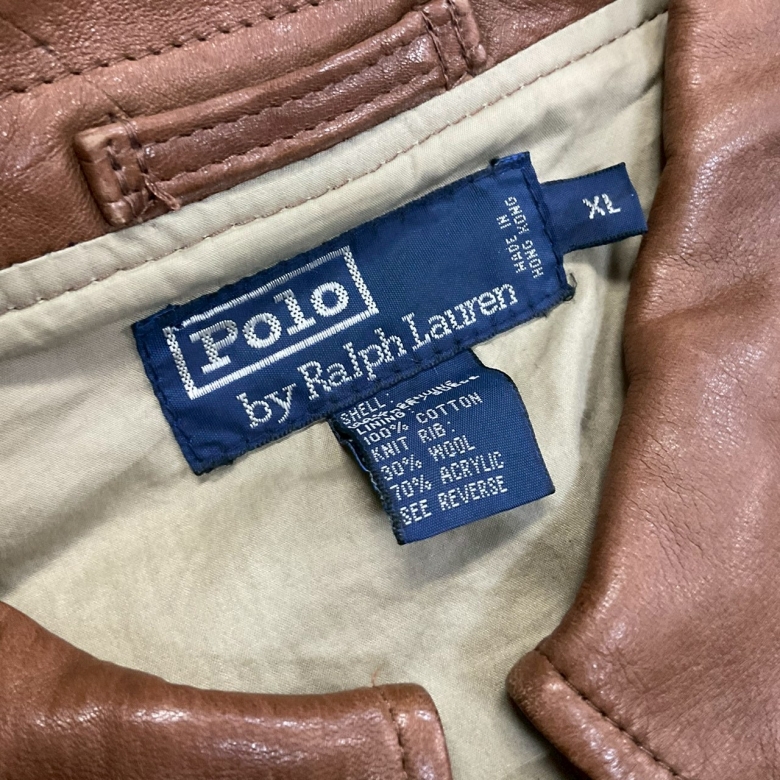 Polo
by Ralph Lauren
MADE IN
HONG KONG
XL
SHELL:
LINING:
100% COTTON
KNIT RIB:
30% WOOL
70% ACRYLIC
SEE REVERSE